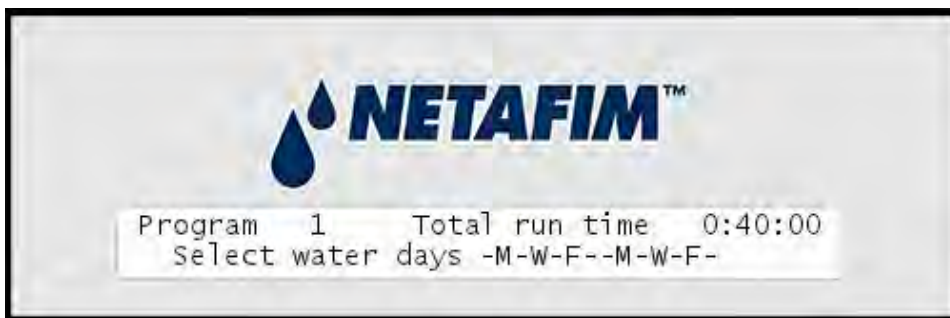 NETAFIM™
Program 1 Total run time 0:40:00
Select water days -M-W-F--M-W-F-